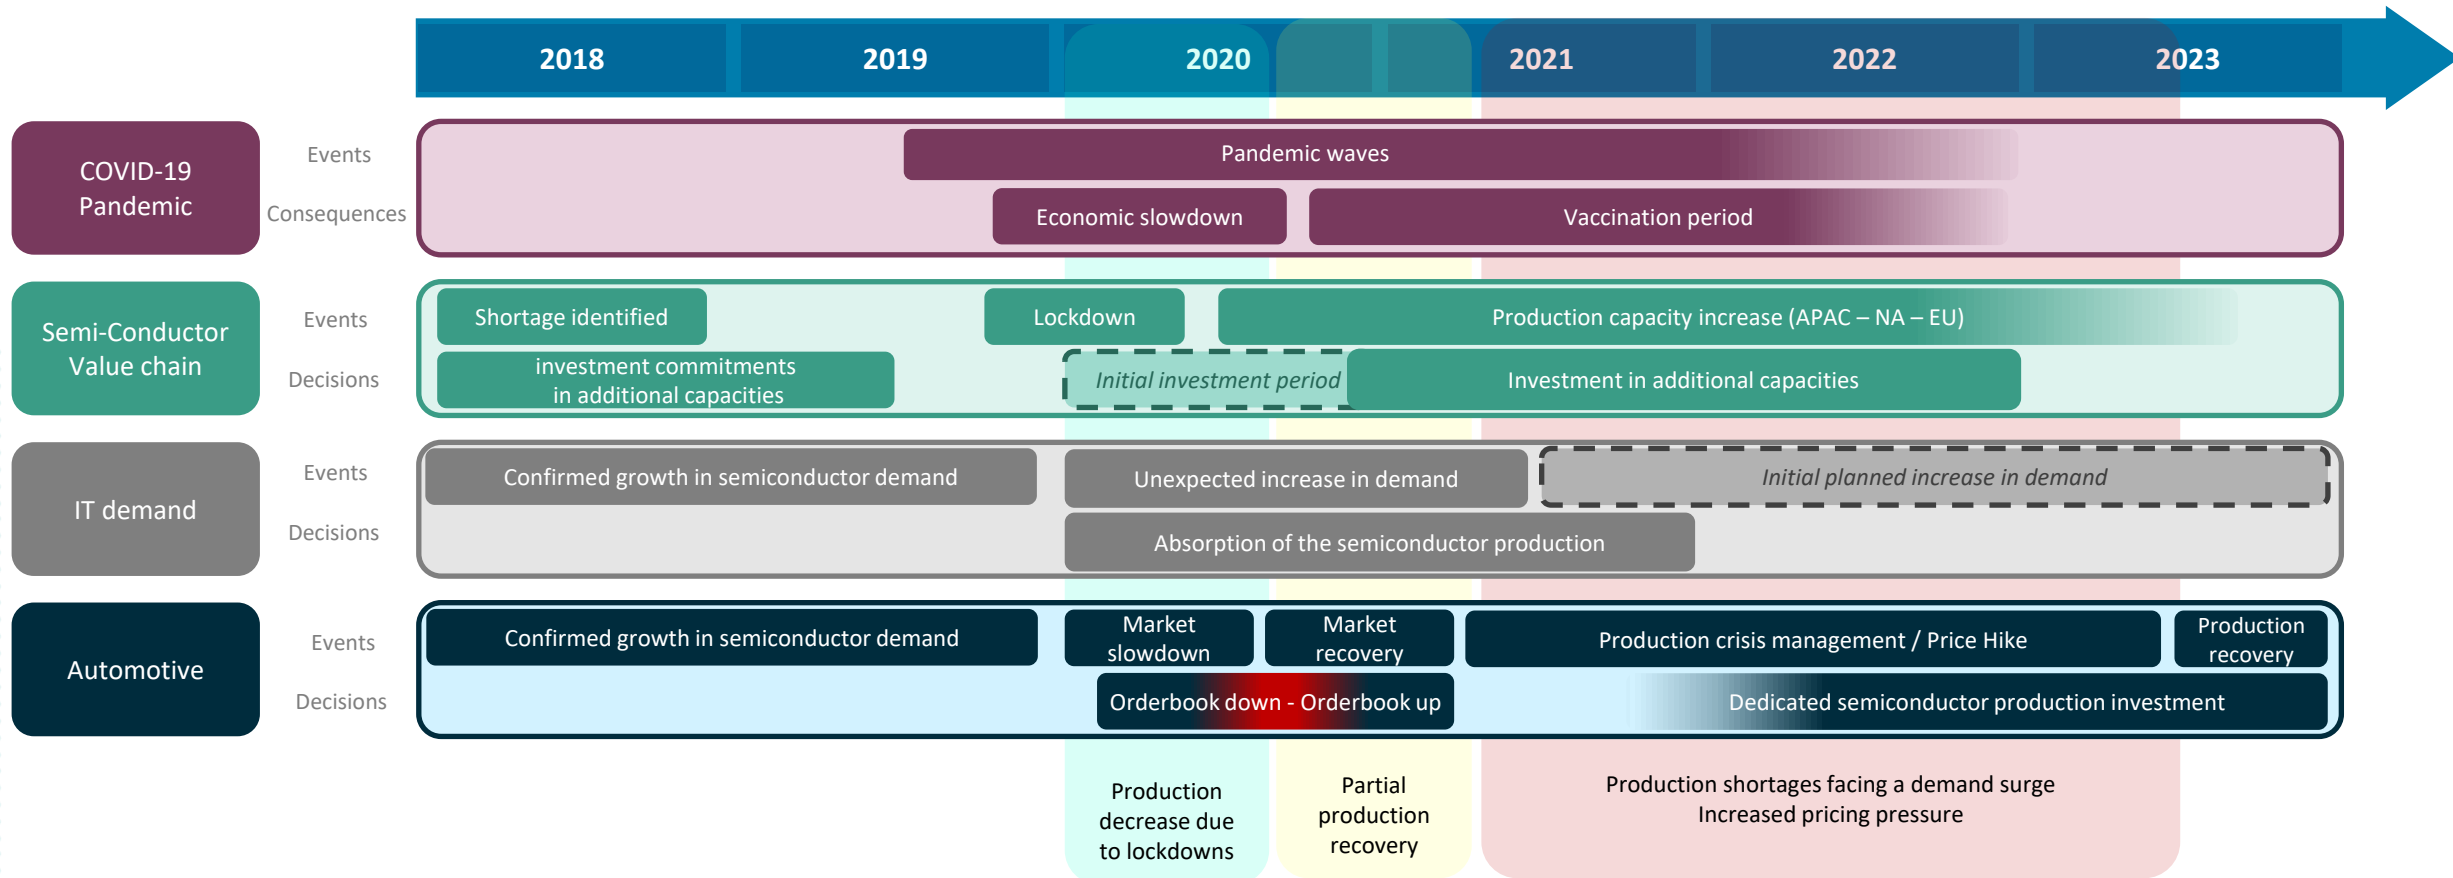 2018
2019
2020
2021
2022
2023
COVID-19
Pandemic
Events
Pandemic waves
Consequences
Economic slowdown
Vaccination period
Semi-Conductor
Value chain
Events
Shortage identified
Lockdown
Production capacity increase (APAC – NA – EU)
Decisions
investment commitments
in additional capacities
Initial investment period
Investment in additional capacities
IT demand
Events
Confirmed growth in semiconductor demand
Unexpected increase in demand
Initial planned increase in demand
Decisions
Absorption of the semiconductor production
Automotive
Events
Confirmed growth in semiconductor demand
Market
slowdown
Market
recovery
Production crisis management / Price Hike
Production
recovery
Decisions
Orderbook down - Orderbook up
Dedicated semiconductor production investment
Production
decrease due
to lockdowns
Partial
production
recovery
Production shortages facing a demand surge
Increased pricing pressure